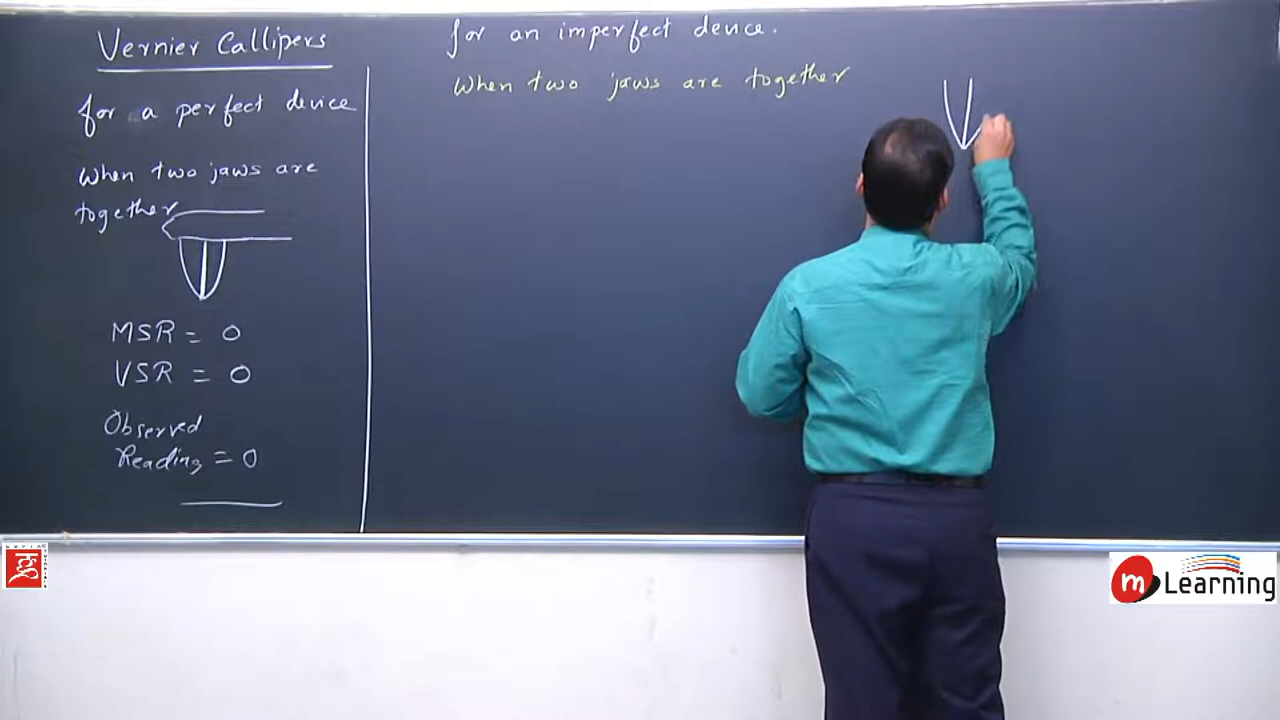 Vernier Callipers
for a perfect device
When two jaws are
together
MSR = 0
VSR = 0
Observed
Reading = 0
for an imperfect device.
When two jaws are together
m Learning